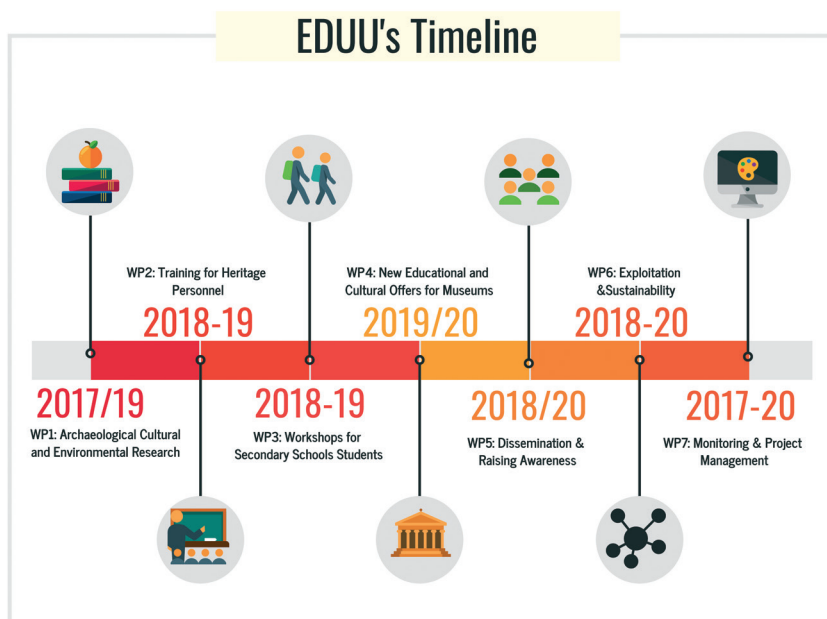 EDUU's Timeline
2017/19
WP1: Archaeological Cultural
and Environmental Research
WP2: Training for Heritage
Personnel
2018-19
2018-19
WP3: Workshops for
Secondary Schools Students
WP4: New Educational and
Cultural Offers for Museums
2019/20
2018/20
WP5: Dissemination &
Raising Awareness
WP6: Exploitation
&Sustainability
2018-20
2017-20
WP7: Monitoring & Project
Management